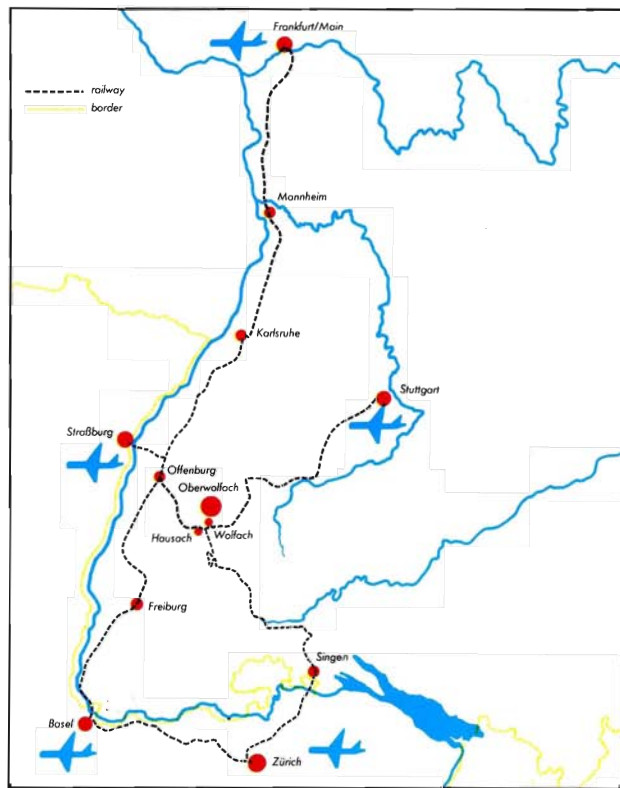 Frankfurt/Main
railway
border
Mannheim
Karlsruhe
Stuttgart
Straßburg
Offenburg
Oberwolfach
Hausach
Wolfach
Freiburg
Singen
Basel
Zürich